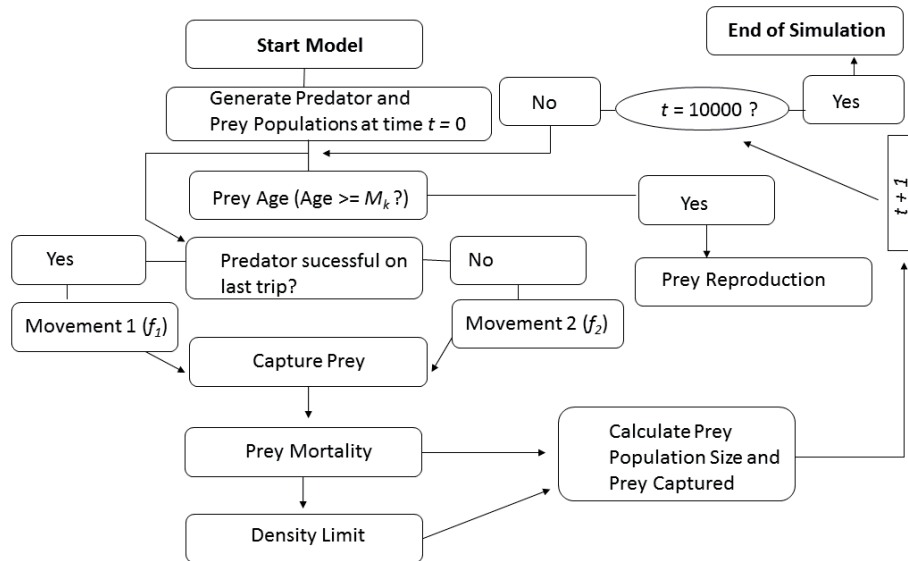 Start Model
End of Simulation
Generate Predator and
Prey Populations at time t = 0
No
t = 10000 ?
Yes
Prey Age (Age >= Mk ?)
Yes
t + 1
Yes
Predator sucessful on
last trip?
No
Prey Reproduction
Movement 1 (f1)
Movement 2 (f2)
Capture Prey
Prey Mortality
Calculate Prey
Population Size and
Prey Captured
Density Limit